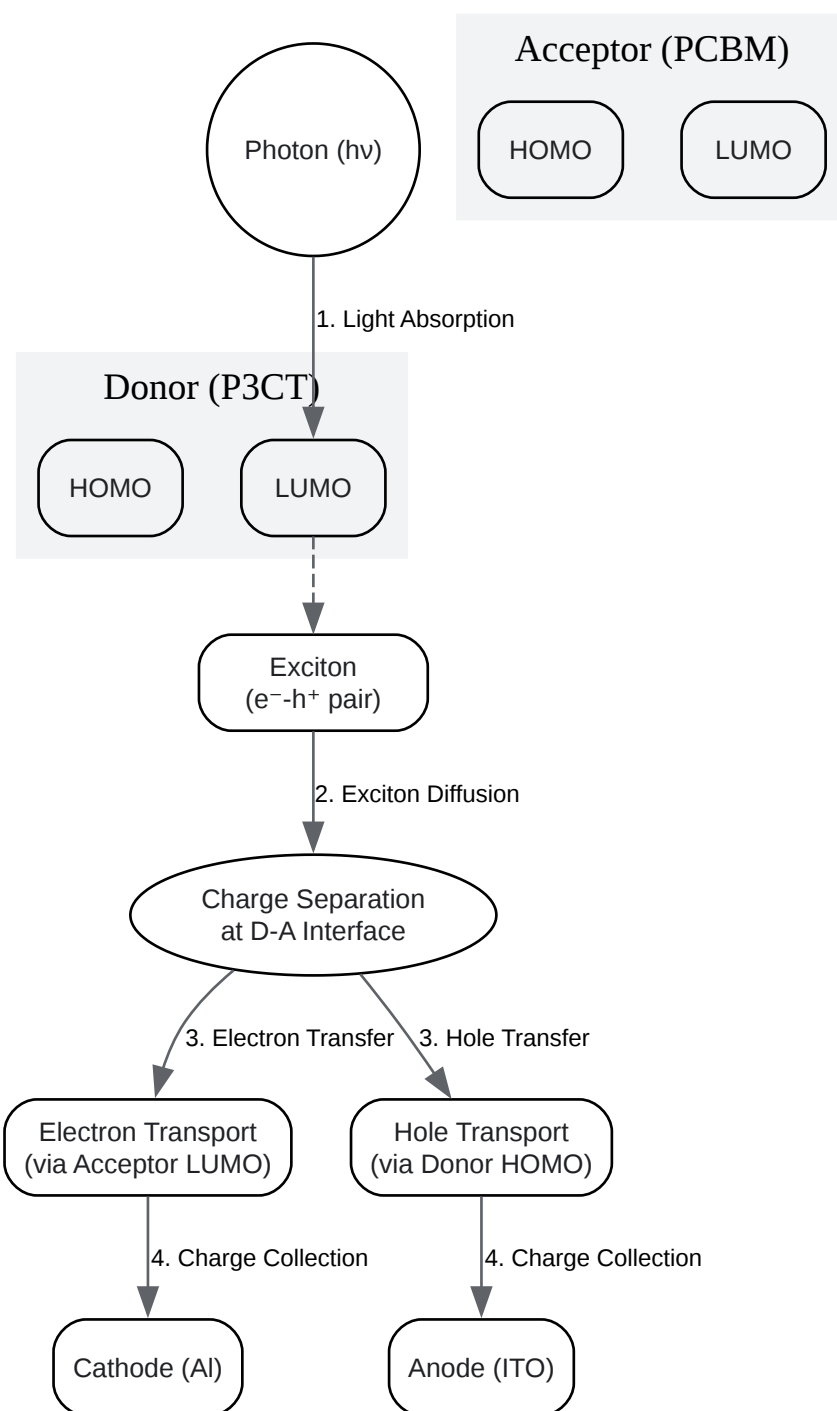 Acceptor (PCBM)
HOMO
LUMO
Photon (hν)
1. Light Absorption
Donor (P3CT)
HOMO
LUMO
Exciton
(e⁻-h⁺ pair)
2. Exciton Diffusion
Charge Separation
at D-A Interface
3. Electron Transfer
3. Hole Transfer
Electron Transport
(via Acceptor LUMO)
Hole Transport
(via Donor HOMO)
4. Charge Collection
4. Charge Collection
Cathode (Al)
Anode (ITO)